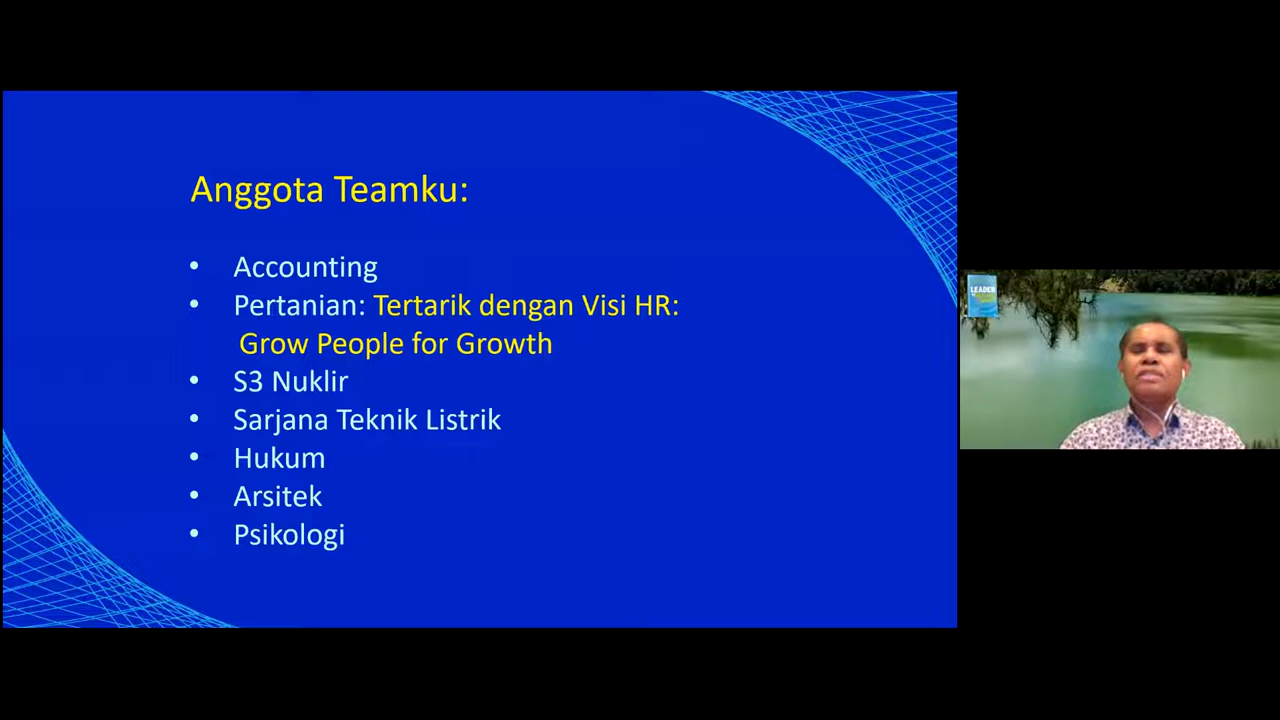 Anggota Teamku:
• Accounting
• Pertanian: Tertarik dengan Visi HR:
Grow People for Growth
• S3 Nuklir
• Sarjana Teknik Listrik
• Hukum
• Arsitek
• Psikologi
LEADER